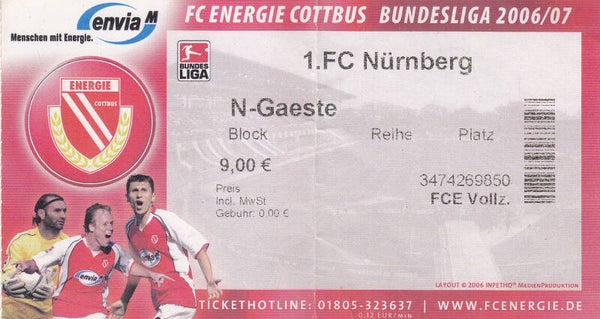 envia M
Menschen mit Energie.
FC ENERGIE COTTBUS BUNDESLIGA 2006/07
BUNDES
LIGA
1.FC Nürnberg
ENERGIE
COTTBUS
N-Gaeste
Block Reihe Platz
9,00 €
Preis
Incl. MwSt
Gebühr: 0,00 €
3474269850
FCE Vollz.
LAYOUT © 2006 INPETHO MEDIENPRODUKTION
TICKETHOTLINE: 01805-323637 | WWW.FCENERGIE.DE
0,12 EUR/MIN